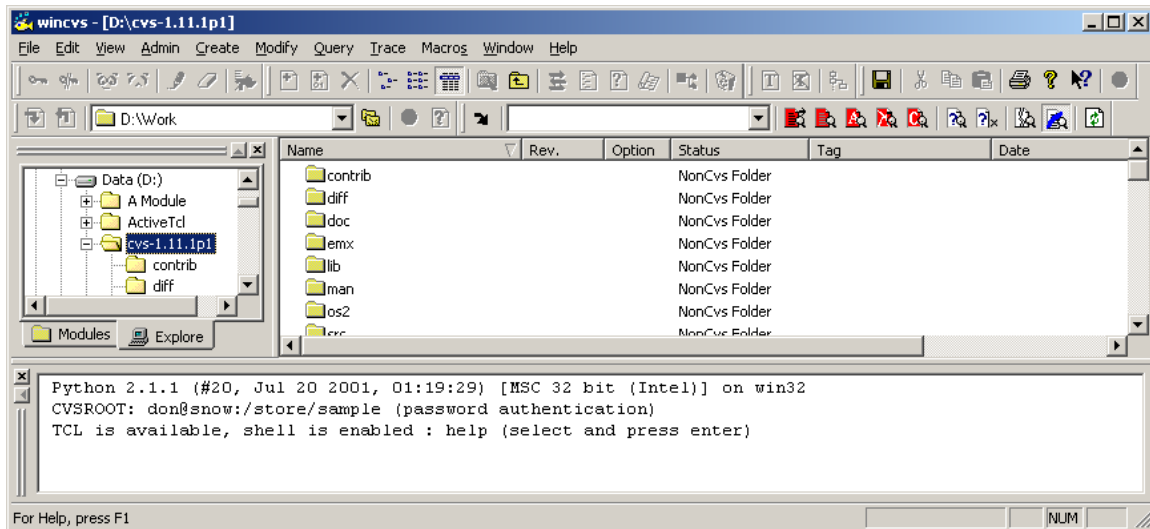 wincvs - [D:\cvs-1.11.1p1]
File Edit View Admin Create Modify Query Trace Macros Window Help
D:\Work
Name Rev. Option Status Tag Date
Data (D:)
A Module
ActiveTcl
cvs-1.11.1p1
contrib
diff
Modules Explore
contrib NonCvs Folder
diff NonCvs Folder
doc NonCvs Folder
emx NonCvs Folder
lib NonCvs Folder
man NonCvs Folder
os2 NonCvs Folder
src NonCvs Folder
Python 2.1.1 (#20, Jul 20 2001, 01:19:29) [MSC 32 bit (Intel)] on win32
CVSROOT: don@snow:/store/sample (password authentication)
TCL is available, shell is enabled : help (select and press enter)
For Help, press F1 NUM